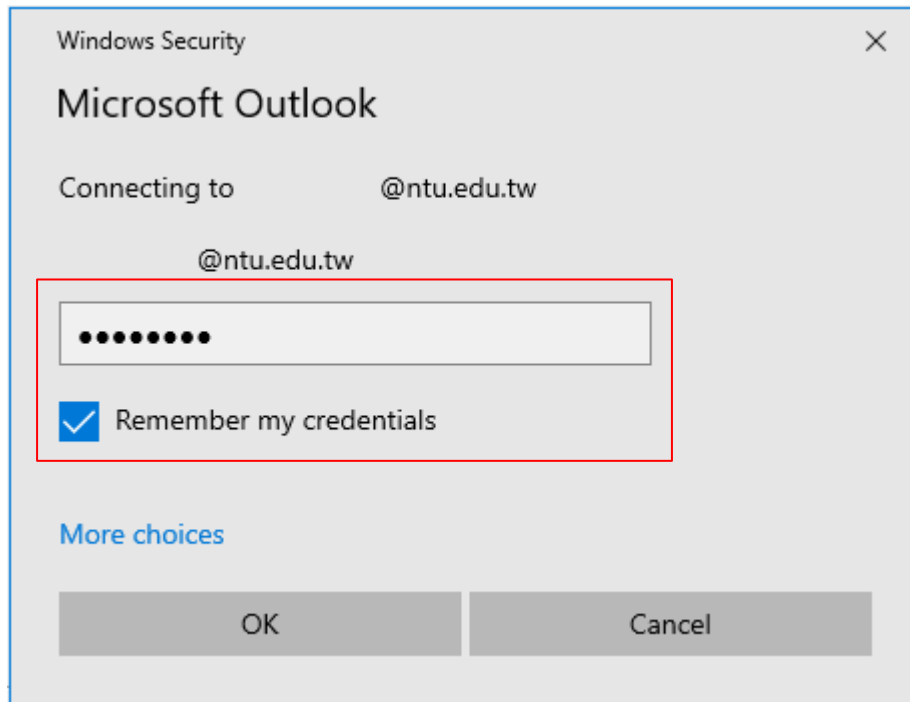 Windows Security
Microsoft Outlook
Connecting to @ntu.edu.tw
@ntu.edu.tw
●●●●●●●●
Remember my credentials
More choices
OK Cancel